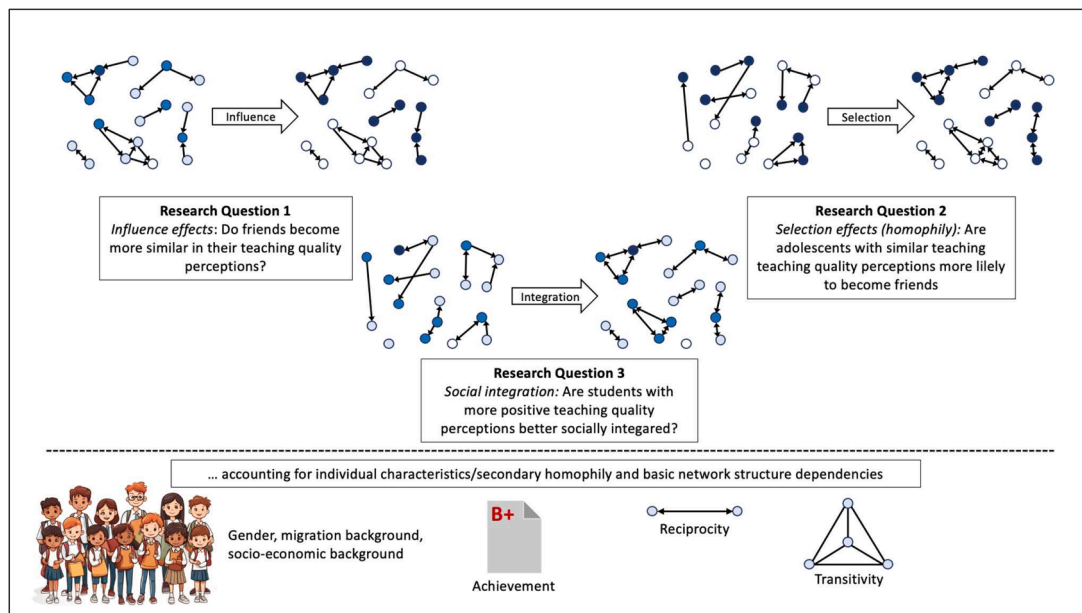 Influence
Selection
Research Question 1
Influence effects: Do friends become
more similar in their teaching quality
perceptions?
Research Question 2
Selection effects (homophily): Are
adolescents with similar teaching
teaching quality perceptions more lilely
to become friends
Integration
Research Question 3
Social integration: Are students with
more positive teaching quality
perceptions better socially integared?
... accounting for individual characteristics/secondary homophily and basic network structure dependencies
Gender, migration background,
socio-economic background
B+
Achievement
Reciprocity
Transitivity